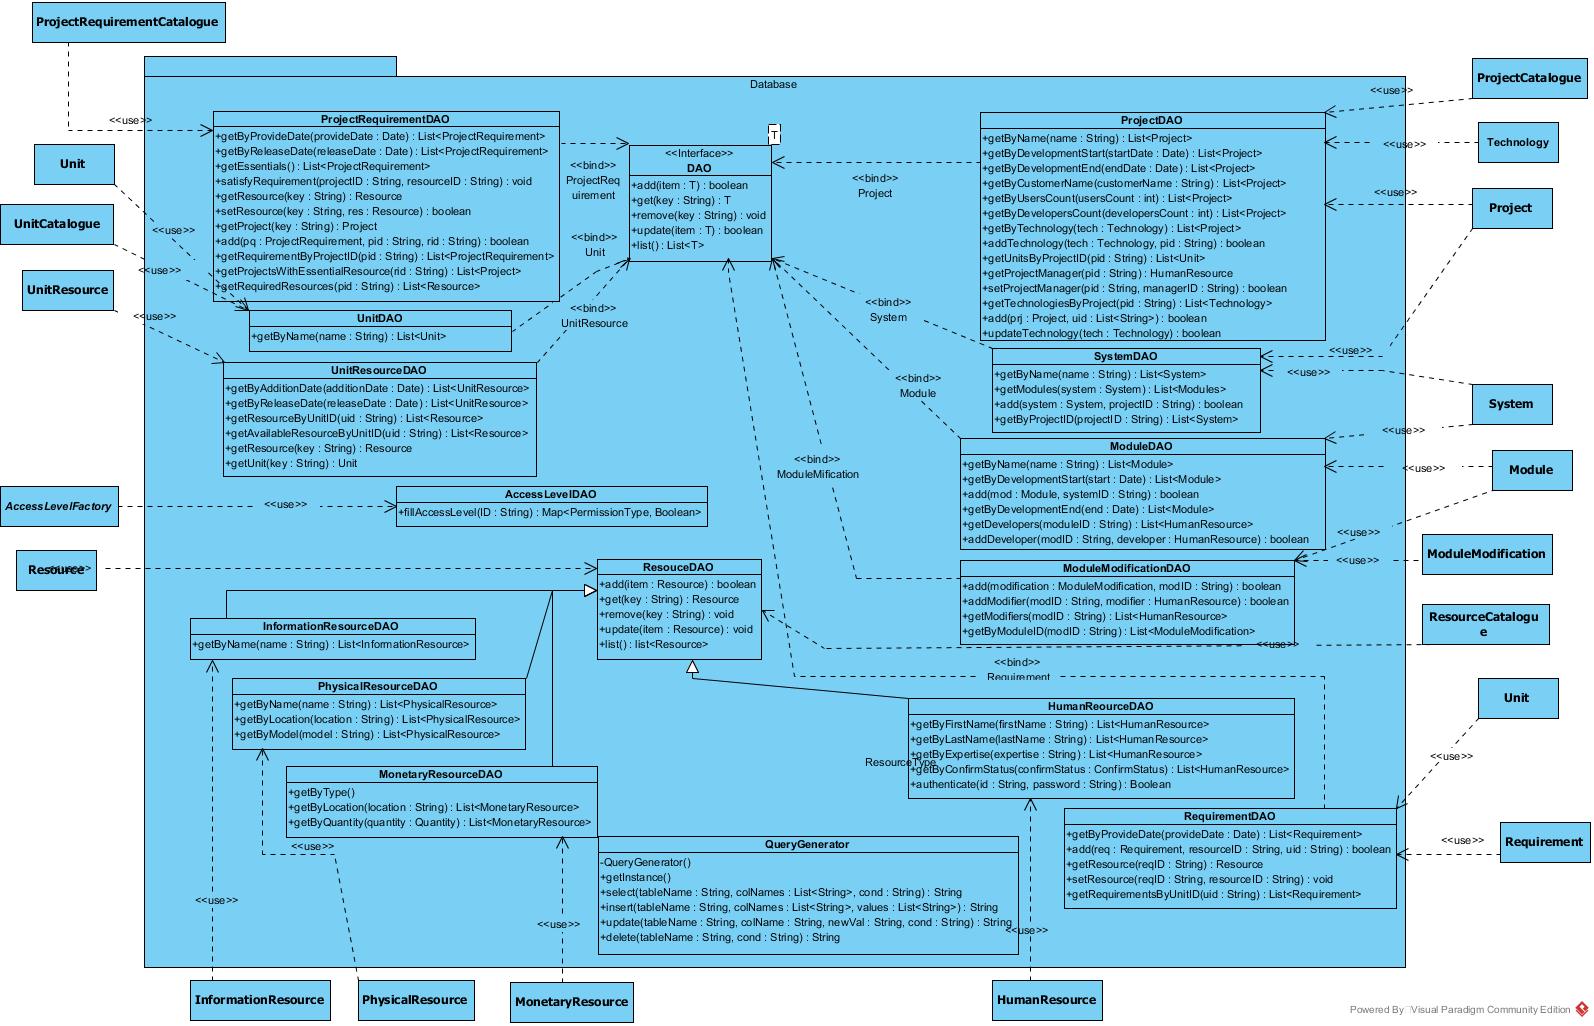 ProjectRequirementCatalogue
Database
<<use>>
ProjectRequirementDAO
+getByProvideDate(provideDate : Date) : List<ProjectRequirement>
+getByReleaseDate(releaseDate : Date) : List<ProjectRequirement>
+getEssentials() : List<ProjectRequirement>
+satisfyRequirement(projectID : String, resourceID : String) : void
+getResource(key : String) : Resource
+setResource(key : String, res : Resource) : boolean
+getProject(key : String) : Project
+add(pq : ProjectRequirement, pid : String, rid : String) : boolean
+getRequirementByProjectID(pid : String) : List<ProjectRequirement>
+getProjectsWithEssentialResource(rid : String) : List<Project>
+getRequiredResources(pid : String) : List<Resource>
Unit
<<use>>
UnitCatalogue
<<use>>
UnitResource
<<use>>
UnitDAO
+getByName(name : String) : List<Unit>
UnitResourceDAO
+getByAdditionDate(additionDate : Date) : List<UnitResource>
+getByReleaseDate(releaseDate : Date) : List<UnitResource>
+getResourceByUnitID(uid : String) : List<Resource>
+getAvailableResourceByUnitID(uid : String) : List<Resource>
+getResource(key : String) : Resource
+getUnit(key : String) : Unit
<<bind>>
ProjectReq
uirement
<<bind>>
Unit
<<bind>>
UnitResource
T
<<Interface>>
DAO
+add(item : T) : boolean
+get(key : String) : T
+remove(key : String) : void
+update(item : T) : boolean
+list() : List<T>
<<bind>>
Project
<<bind>>
System
<<bind>>
Module
<<bind>>
ModuleMification
<<bind>>
Requirement
ProjectDAO
+getByName(name : String) : List<Project>
+getByDevelopmentStart(startDate : Date) : List<Project>
+getByDevelopmentEnd(endDate : Date) : List<Project>
+getByCustomerName(customerName : String) : List<Project>
+getByUsersCount(usersCount : int) : List<Project>
+getByDevelopersCount(developersCount : int) : List<Project>
+getByTechnology(tech : Technology) : List<Project>
+addTechnology(tech : Technology, pid : String) : boolean
+getUnitsByProjectID(pid : String) : List<Unit>
+getProjectManager(pid : String) : HumanResource
+setProjectManager(pid : String, managerID : String) : boolean
+getTechnologiesByProject(pid : String) : List<Technology>
+add(prj : Project, uid : List<String>) : boolean
+updateTechnology(tech : Technology) : boolean
<<use>>
ProjectCatalogue
<<use>>
Technology
<<use>>
Project
<<use>>
SystemDAO
+getByName(name : String) : List<System>
+getModules(system : System) : List<Modules>
+add(system : System, projectID : String) : boolean
+getByProjectID(projectID : String) : List<System>
<<use>>
System
<<use>>
ModuleDAO
+getByName(name : String) : List<Module>
+getByDevelopmentStart(start : Date) : List<Module>
+add(mod : Module, systemID : String) : boolean
+getByDevelopmentEnd(end : Date) : List<Module>
+getDevelopers(moduleID : String) : List<HumanResource>
+addDeveloper(modID : String, developer : HumanResource) : boolean
<<use>>
Module
<<use>>
ModuleModificationDAO
+add(modification : ModuleModification, modID : String) : boolean
+addModifier(modID : String, modifier : HumanResource) : boolean
+getModifiers(modID : String) : List<HumanResource>
+getByModuleID(modID : String) : List<ModuleModification>
<<use>>
ModuleModification
<<use>>
ResourceCatalogu
e
AccessLevelFactory
<<use>>
AccessLevelDAO
+fillAccessLevel(ID : String) : Map<PermissionType, Boolean>
Resource
<<use>>
ResouceDAO
+add(item : Resource) : boolean
+get(key : String) : Resource
+remove(key : String) : void
+update(item : Resource) : void
+list() : list<Resource>
InformationResourceDAO
+getByName(name : String) : List<InformationResource>
PhysicalResourceDAO
+getByName(name : String) : List<PhysicalResource>
+getByLocation(location : String) : List<PhysicalResource>
+getByModel(model : String) : List<PhysicalResource>
MonetaryResourceDAO
+getByType()
+getByLocation(location : String) : List<MonetaryResource>
+getByQuantity(quantity : Quantity) : List<MonetaryResource>
HumanReourceDAO
+getByFirstName(firstName : String) : List<HumanResource>
+getByLastName(lastName : String) : List<HumanResource>
+getByExpertise(expertise : String) : List<HumanResource>
+getByConfirmStatus(confirmStatus : ConfirmStatus) : List<HumanResource>
+authenticate(id : String, password : String) : Boolean
ResourceType
Unit
<<use>>
RequirementDAO
+getByProvideDate(provideDate : Date) : List<Requirement>
+add(req : Requirement, resourceID : String, uid : String) : boolean
+getResource(reqID : String) : Resource
+setResource(reqID : String, resourceID : String) : void
+getRequirementsByUnitID(uid : String) : List<Requirement>
<<use>>
Requirement
QueryGenerator
-QueryGenerator()
+getInstance()
+select(tableName : String, colNames : List<String>, cond : String) : String
+insert(tableName : String, colNames : List<String>, values : List<String>) : String
+update(tableName : String, colName : String, newVal : String, cond : String) : String
+delete(tableName : String, cond : String) : String
<<use>>
<<use>>
<<use>>
<<use>>
InformationResource
PhysicalResource
MonetaryResource
HumanResource
Powered By Visual Paradigm Community Edition